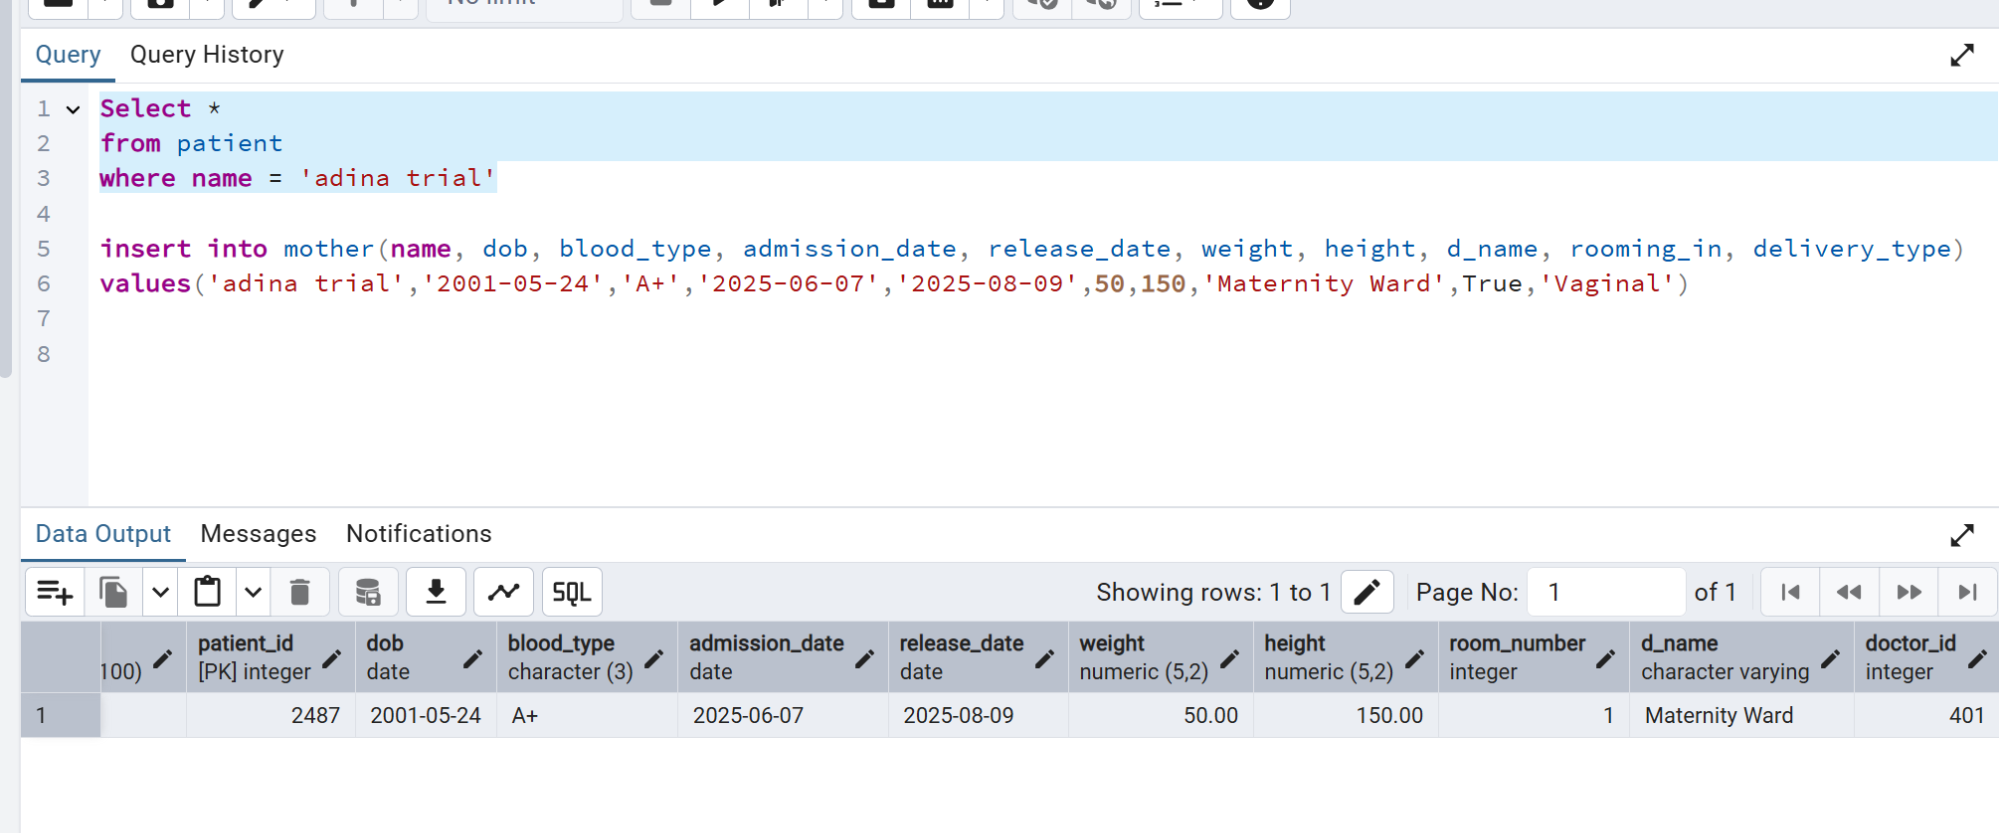 No limit
Query Query History
1 Select *
2 from patient
3 where name = 'adina trial'
4
5 insert into mother(name, dob, blood_type, admission_date, release_date, weight, height, d_name, rooming_in, delivery_type)
6 values('adina trial','2001-05-24','A+','2025-06-07','2025-08-09',50,150,'Maternity Ward',True,'Vaginal')
7
8
Data Output Messages Notifications
SQL Showing rows: 1 to 1 Page No: 1 of 1
patient_id dob blood_type admission_date release_date weight height room_number d_name doctor_id
100) [PK] integer date character (3) date date numeric (5,2) numeric (5,2) integer character varying integer
1 2487 2001-05-24 A+ 2025-06-07 2025-08-09 50.00 150.00 1 Maternity Ward 401